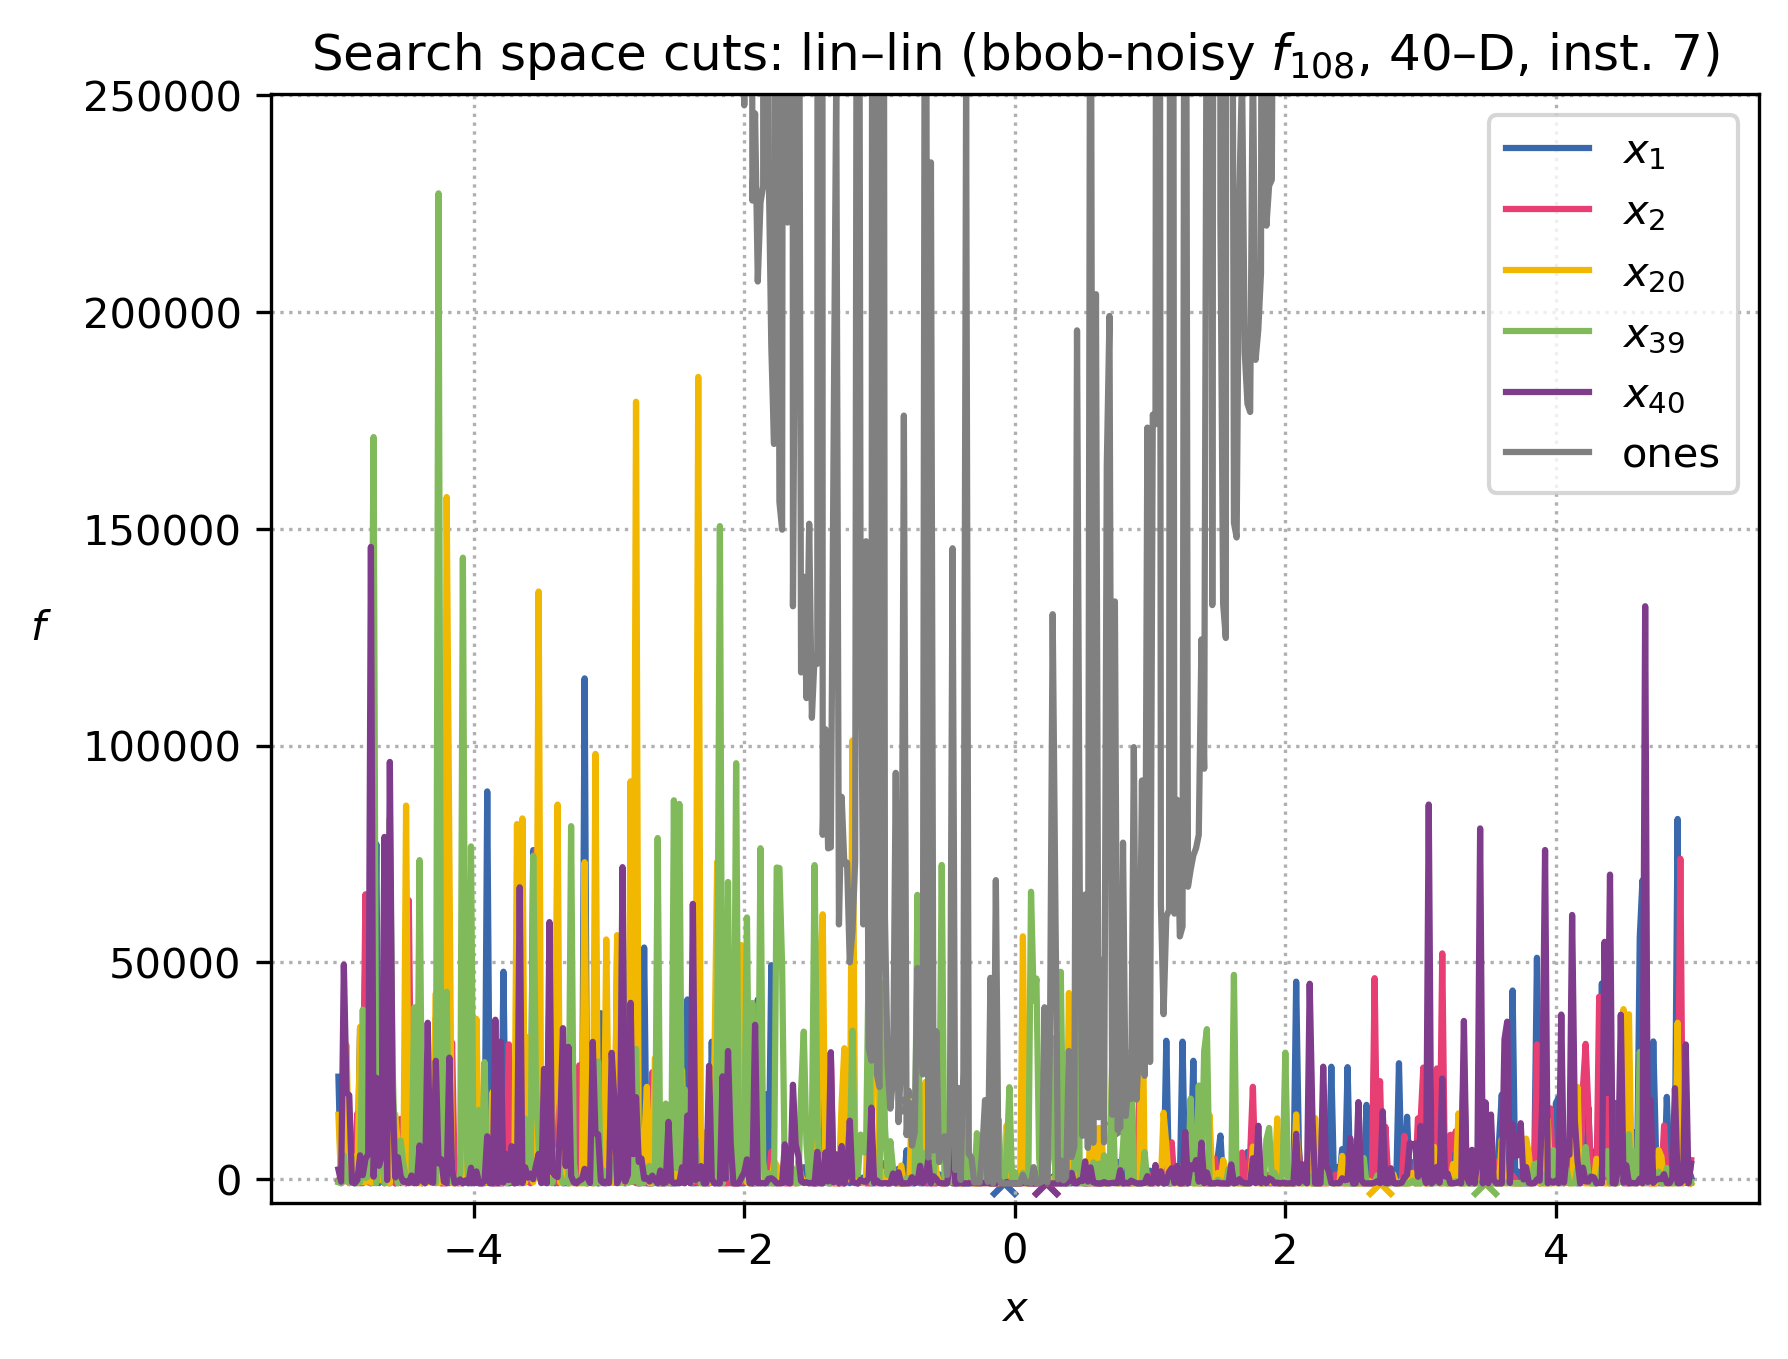 Search space cuts: lin–lin (bbob-noisy f₁₀₈, 40–D, inst. 7)
250000
200000
150000
100000
50000
0
f
−4
−2
0
2
4
x
x₁
x₂
x₂₀
x₃₉
x₄₀
ones